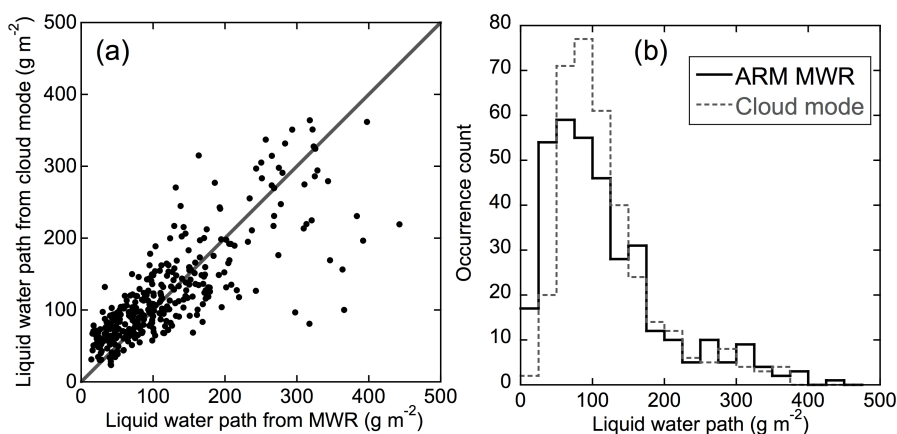 (a)
Liquid water path from cloud mode (g m-2)
500
400
300
200
100
0
0 100 200 300 400 500
Liquid water path from MWR (g m-2)
(b)
ARM MWR
Cloud mode
Occurrence count
80
70
60
50
40
30
20
10
0
0 100 200 300 400 500
Liquid water path (g m-2)